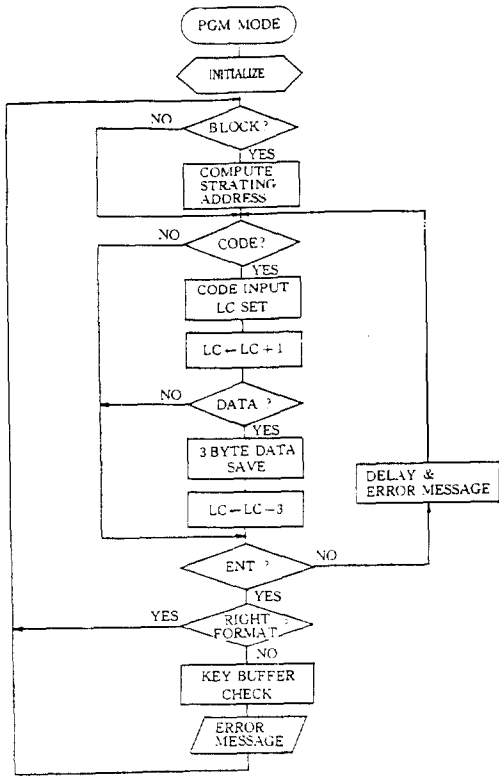 PGM MODE
INITIALIZE
NO
BLOCK?
YES
COMPUTE
STRATING
ADDRESS
NO
CODE?
YES
CODE INPUT
LC SET
LC←LC+1
NO
DATA ?
YES
3 BYTE DATA
SAVE
DELAY &
ERROR MESSAGE
LC←LC−3
ENT ?
NO
YES
YES
RIGHT ?
FORMAT
NO
KEY BUFFER
CHECK
ERROR
MESSAGE